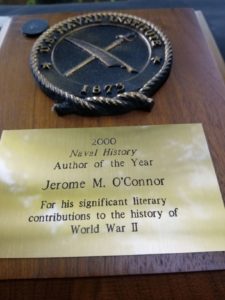 U.S. NAVAL INSTITUTE
1873
2000
Naval History
Author of the Year
Jerome M. O'Connor
For his significant literary
contributions to the history of
World War II